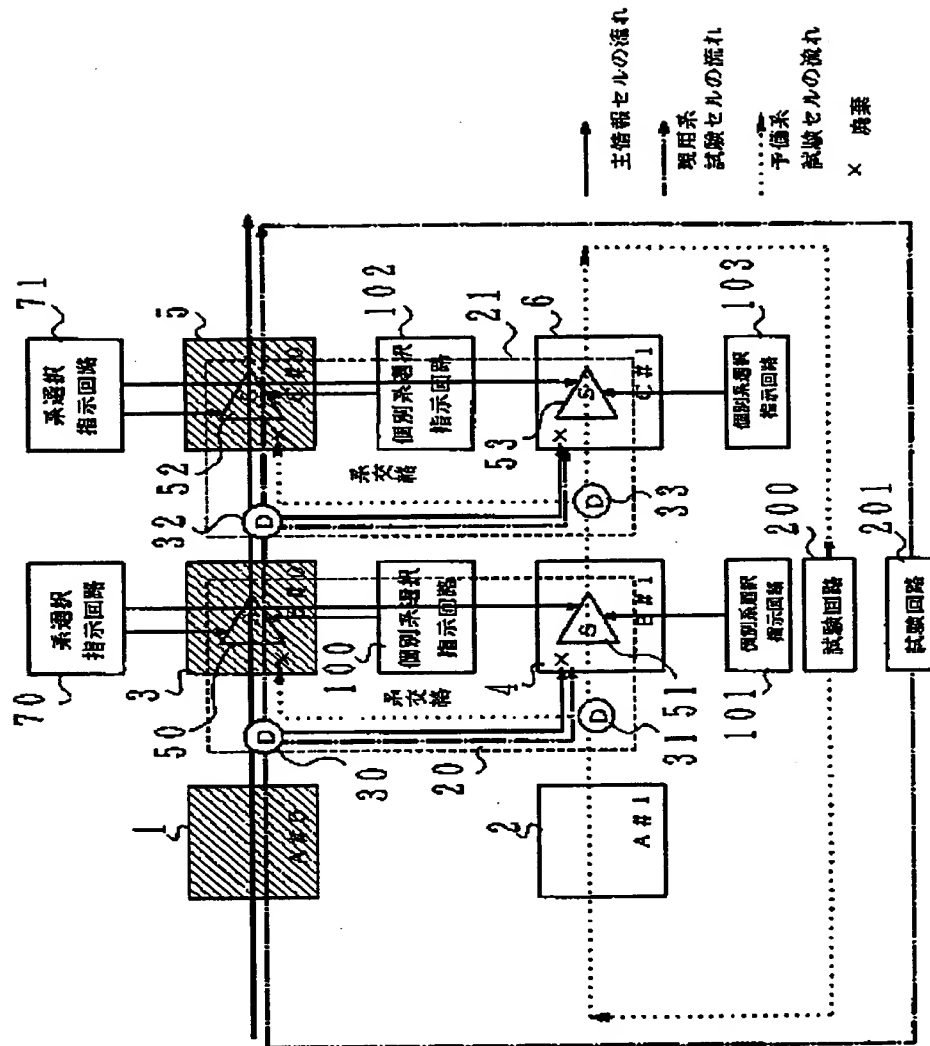 70
系選択
指示回路
71
系選択
指示回路
1
3
50
5
52
A#0
D
30
D
32
20
系交絡
100
個別系選択
指示回路
系交絡
102
個別系選択
指示回路
21
2
A#1
4
×
S
B#1
D
31
51
6
×
S
C#1
53
D
33
101
個別系選択
指示回路
103
個別系選択
指示回路
200
試験回路
201
試験回路
主情報セルの流れ
現用系
試験セルの流れ
予備系
試験セルの流れ
× 廃棄